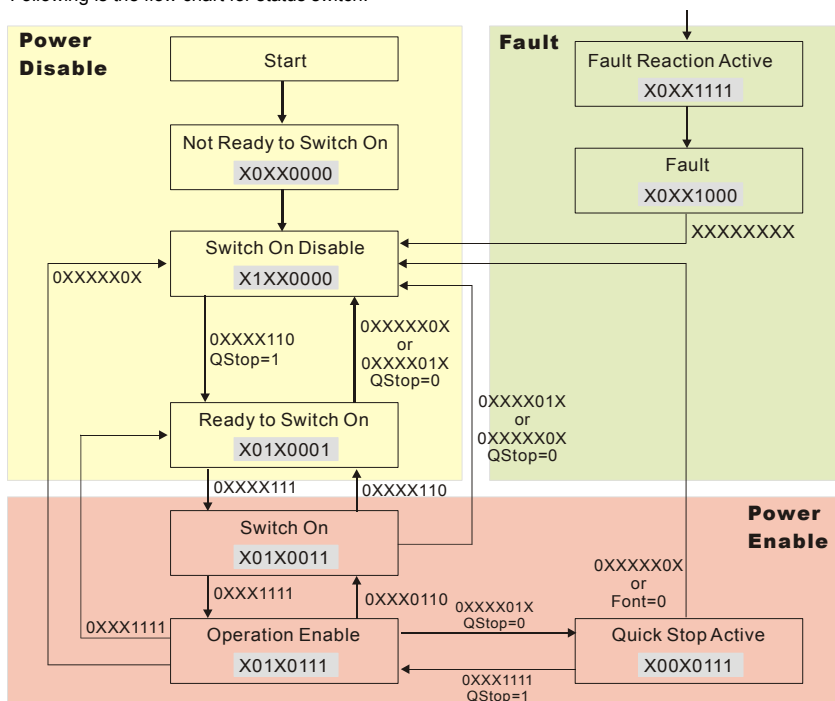 Following is the flow chart for status switch:
Power
Disable
Start
Not Ready to Switch On
X0XX0000
Switch On Disable
X1XX0000
0XXXXX0X
0XXXX110
QStop=1
0XXXXX0X
or
0XXXX01X
QStop=0
Ready to Switch On
X01X0001
0XXXX111
0XXXX110
Fault
Fault Reaction Active
X0XX1111
Fault
X0XX1000
XXXXXXXX
0XXXX01X
or
0XXXXX0X
QStop=0
Power
Enable
Switch On
X01X0011
0XXX1111
0XXX0110
0XXX1111
Operation Enable
X01X0111
0XXXX01X
QStop=0
0XXX1111
QStop=1
0XXXXX0X
or
Font=0
Quick Stop Active
X00X0111